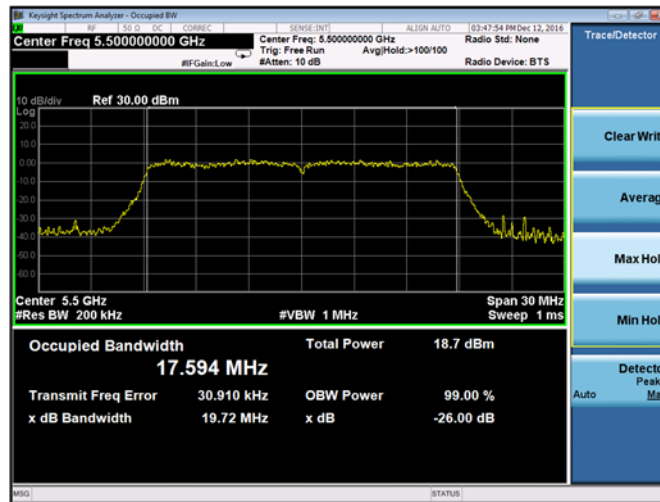 Keysight Spectrum Analyzer - Occupied BW
RF 50 Ω DC CORREC SENSE:INT ALIGN AUTO 03:47:54 PM Dec 12, 2016
Center Freq 5.500000000 GHz
Center Freq: 5.500000000 GHz Radio Std: None
Trig: Free Run Avg|Hold:>100/100
#IFGain:Low #Atten: 10 dB Radio Device: BTS
Trace/Detector
10 dB/div Ref 30.00 dBm
Log
20.0
10.0
0.00
-10.0
-20.0
-30.0
-40.0
-50.0
-60.0
Center 5.5 GHz Span 30 MHz
#Res BW 200 kHz #VBW 1 MHz Sweep 1 ms
Occupied Bandwidth Total Power 18.7 dBm
17.594 MHz
Transmit Freq Error 30.910 kHz OBW Power 99.00 %
x dB Bandwidth 19.72 MHz x dB -26.00 dB
Clear Writ
Averag
Max Hol
Min Hol
Detecto
Peak
Auto Ma
MSG STATUS